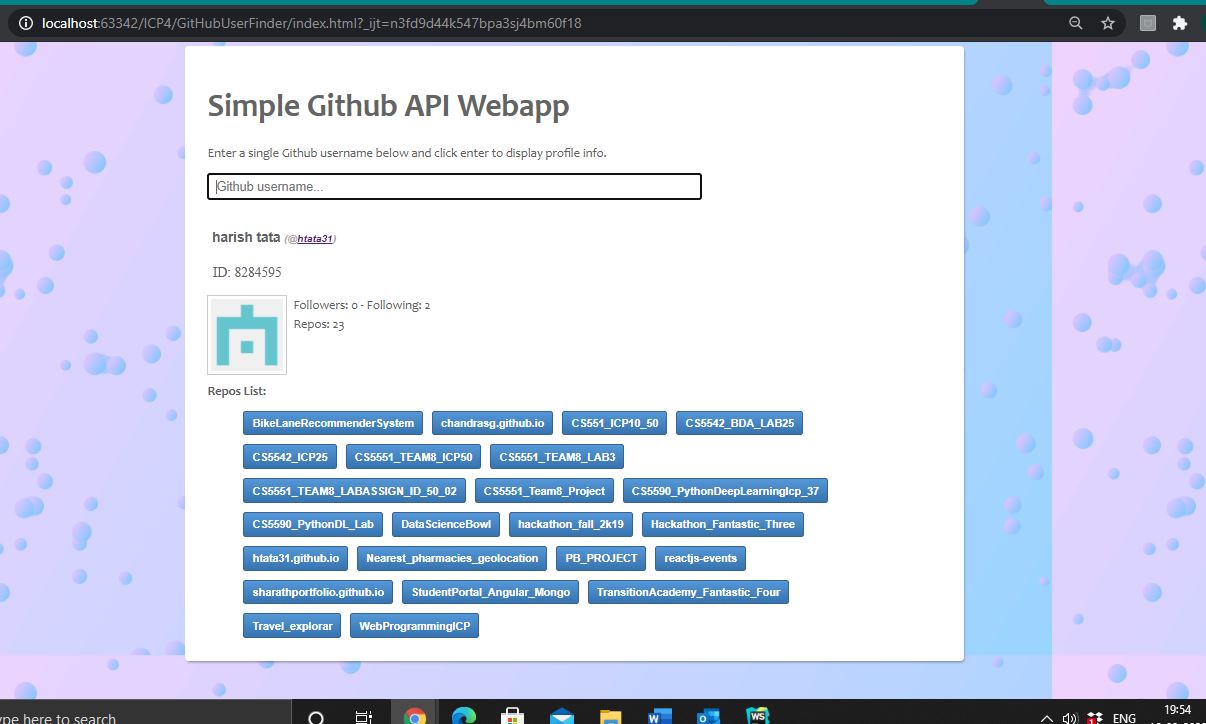 localhost:63342/ICP4/GitHubUserFinder/index.html?_ijt=n3fd9d44k547bpa3sj4bm60f18
Simple Github API Webapp
Enter a single Github username below and click enter to display profile info.
Github username...
harish tata (@htata31)
ID: 8284595
Followers: 0 - Following: 2
Repos: 23
Repos List:
BikeLaneRecommenderSystem chandrasg.github.io CS551_ICP10_50 CS5542_BDA_LAB25
CS5542_ICP25 CS5551_TEAM8_ICP50 CS5551_TEAM8_LAB3
CS5551_TEAM8_LABASSIGN_ID_50_02 CS5551_Team8_Project CS5590_PythonDeepLearningIcp_37
CS5590_PythonDL_Lab DataScienceBowl hackathon_fall_2k19 Hackathon_Fantastic_Three
htata31.github.io Nearest_pharmacies_geolocation PB_PROJECT reactjs-events
sharathportfolio.github.io StudentPortal_Angular_Mongo TransitionAcademy_Fantastic_Four
Travel_explorar WebProgrammingICP
ype here to search
WS
ENG
19:54